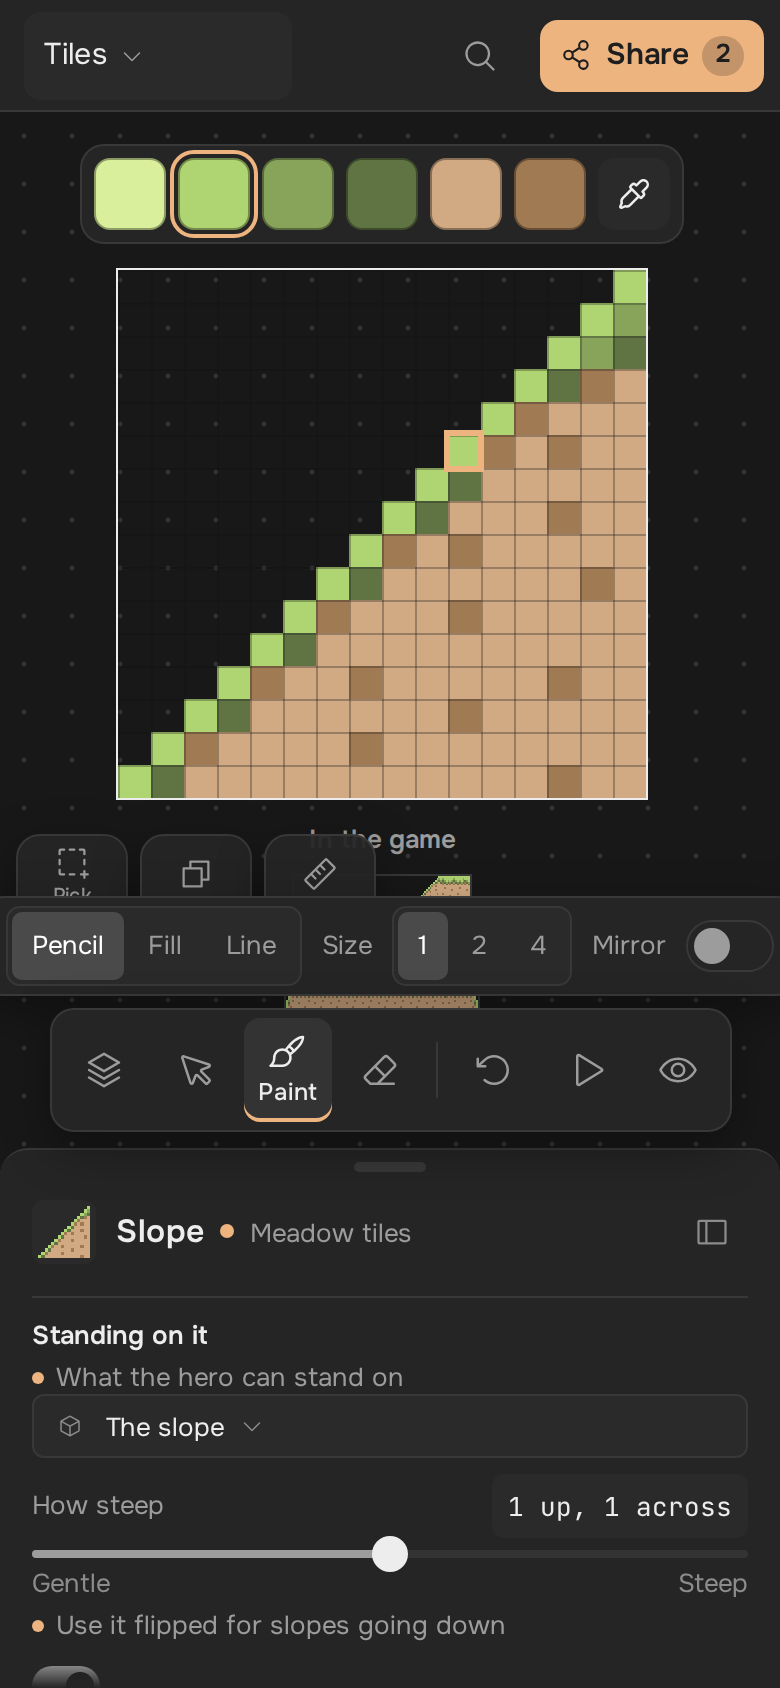 Tiles
Share 2
In the game
Pick
Pencil Fill Line Size 1 2 4 Mirror
Paint
Slope Meadow tiles
Standing on it
What the hero can stand on
The slope
How steep 1 up, 1 across
Gentle Steep
Use it flipped for slopes going down